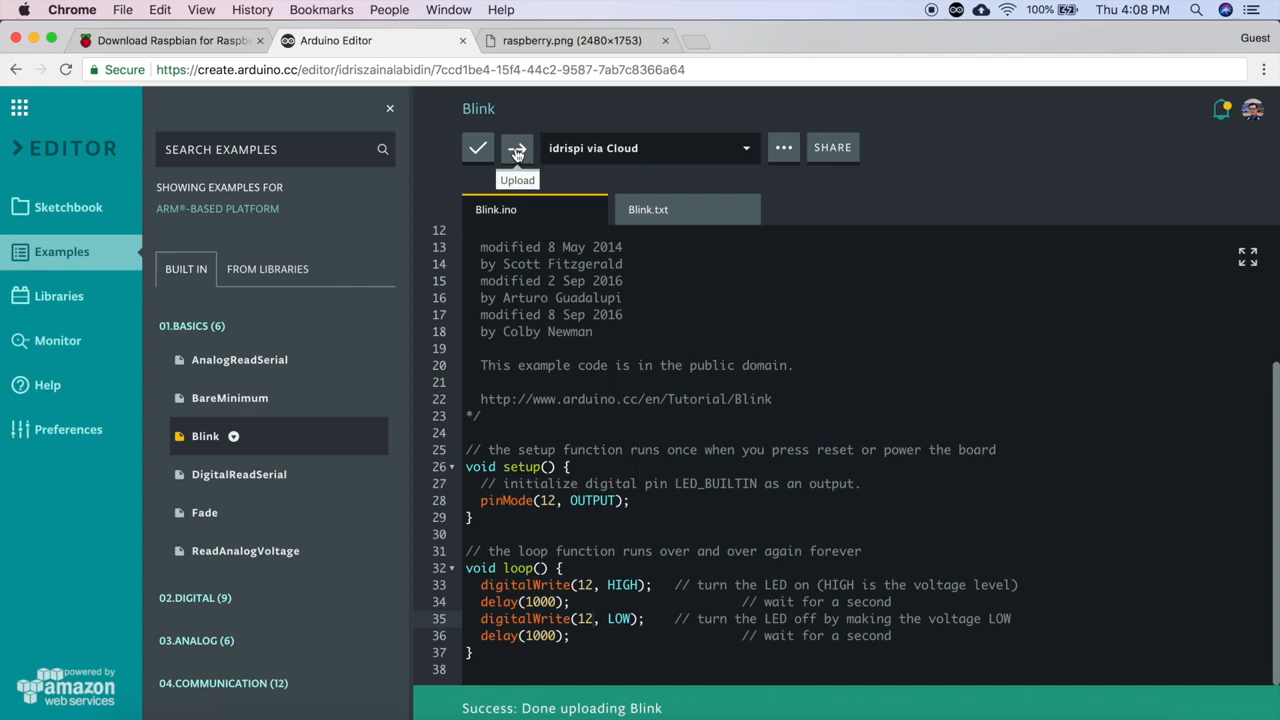 Chrome File Edit View History Bookmarks People Window Help 100% Thu 4:08 PM
Download Raspbian for Raspbe Arduino Editor raspberry.png (2480×1753) Guest
Secure https://create.arduino.cc/editor/idriszainalabidin/7ccd1be4-15f4-44c2-9587-7ab7c8366a64
EDITOR
Sketchbook
Examples
Libraries
Monitor
Help
Preferences
powered by
amazon
web services
SEARCH EXAMPLES
SHOWING EXAMPLES FOR
ARM®-BASED PLATFORM
BUILT IN FROM LIBRARIES
01.BASICS (6)
AnalogReadSerial
BareMinimum
Blink
DigitalReadSerial
Fade
ReadAnalogVoltage
02.DIGITAL (9)
03.ANALOG (6)
04.COMMUNICATION (12)
Blink
idrispi via Cloud ••• SHARE
Upload
Blink.ino Blink.txt
12
13 modified 8 May 2014
14 by Scott Fitzgerald
15 modified 2 Sep 2016
16 by Arturo Guadalupi
17 modified 8 Sep 2016
18 by Colby Newman
19
20 This example code is in the public domain.
21
22 http://www.arduino.cc/en/Tutorial/Blink
23 */
24
25 // the setup function runs once when you press reset or power the board
26 void setup() {
27 // initialize digital pin LED_BUILTIN as an output.
28 pinMode(12, OUTPUT);
29 }
30
31 // the loop function runs over and over again forever
32 void loop() {
33 digitalWrite(12, HIGH); // turn the LED on (HIGH is the voltage level)
34 delay(1000); // wait for a second
35 digitalWrite(12, LOW); // turn the LED off by making the voltage LOW
36 delay(1000); // wait for a second
37 }
38
Success: Done uploading Blink